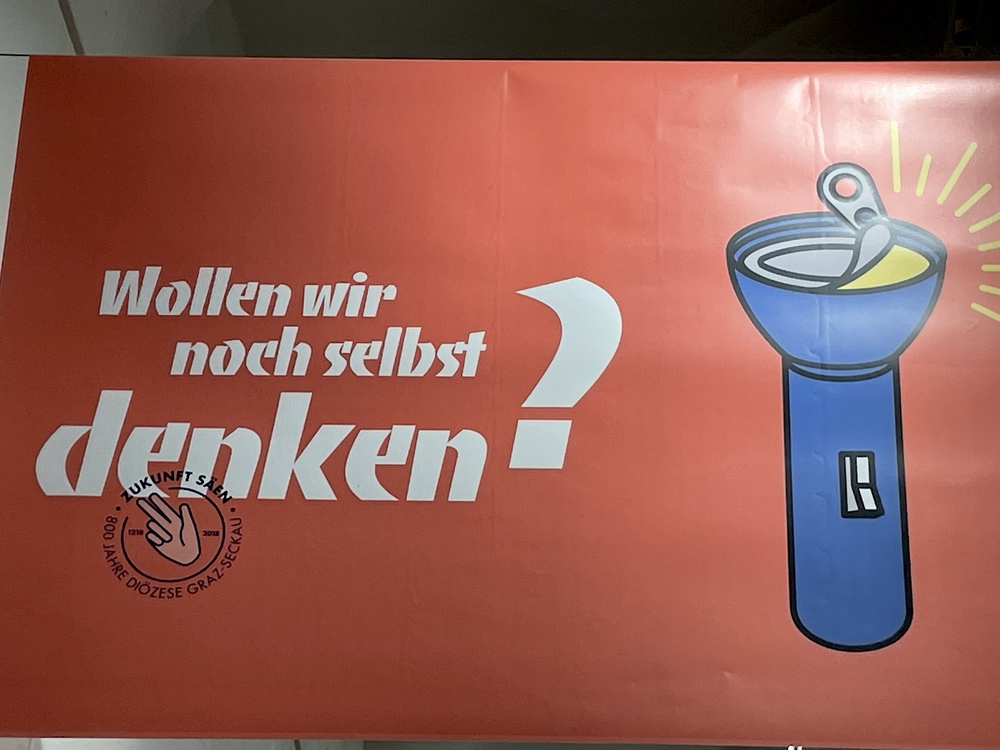 Wollen wir
noch selbst
denken?
ZUKUNFT SÄEN
1218 2018
800 JAHRE DIÖZESE GRAZ-SECKAU